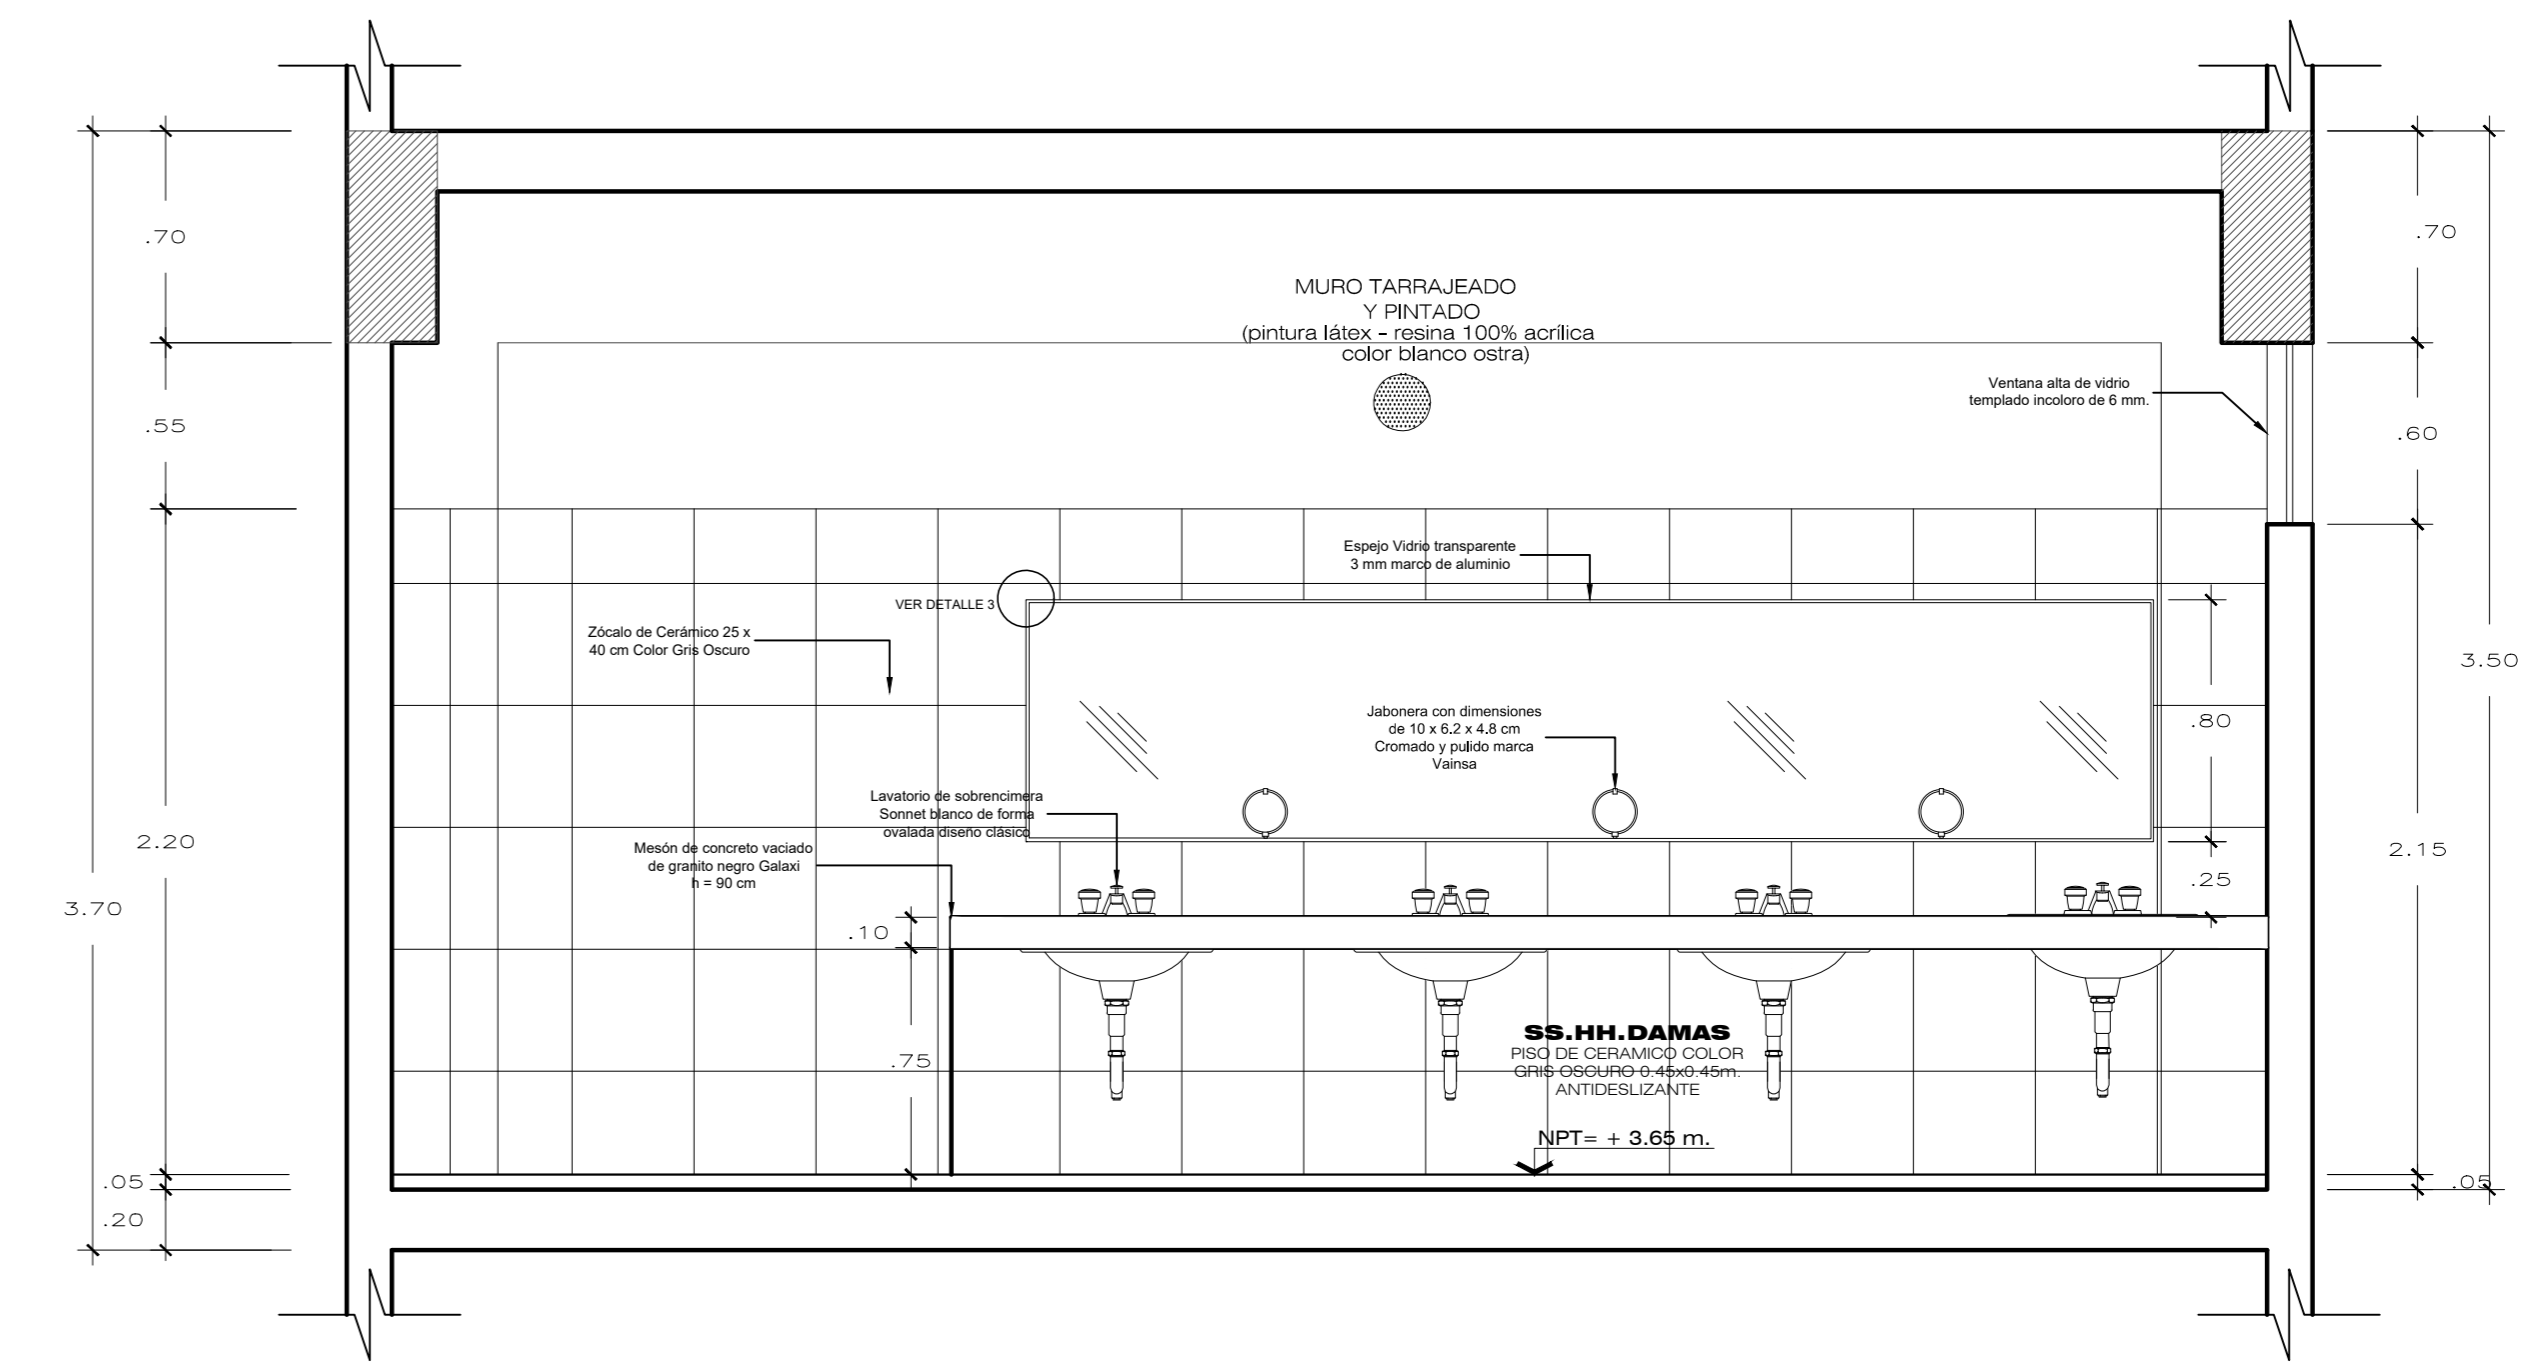 MURO TARRAJEADO
Y PINTADO
(pintura látex - resina 100% acrílica
color blanco ostra)
Ventana alta de vidrio
templado incoloro de 6 mm.
Espejo Vidrio transparente
3 mm marco de aluminio
VER DETALLE 3
Zócalo de Cerámico 25 x
40 cm Color Gris Oscuro
Jabonera con dimensiones
de 10 x 6.2 x 4.8 cm
Cromado y pulido marca
Vainsa
Lavatorio de sobrencimera
Sonnet blanco de forma
ovalada diseño clásico
Mesón de concreto vaciado
de granito negro Galaxi
h = 90 cm
SS.HH.DAMAS
PISO DE CERAMICO COLOR
GRIS OSCURO 0.45x0.45m.
ANTIDESLIZANTE
NPT= + 3.65 m.
.70
.55
2.20
3.70
.05
.20
.10
.75
.80
.25
.70
.60
3.50
2.15
.05